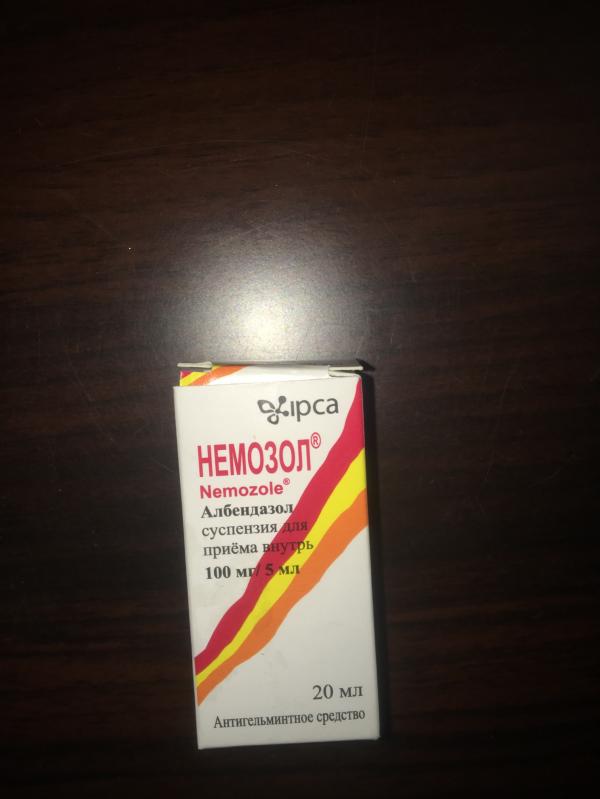 ipca
НЕМОЗОЛ®
Nemozole®
Албендазол
суспензия для
приёма внутрь
100 мг/ 5 мл
20 мл
Антигельминтное средство